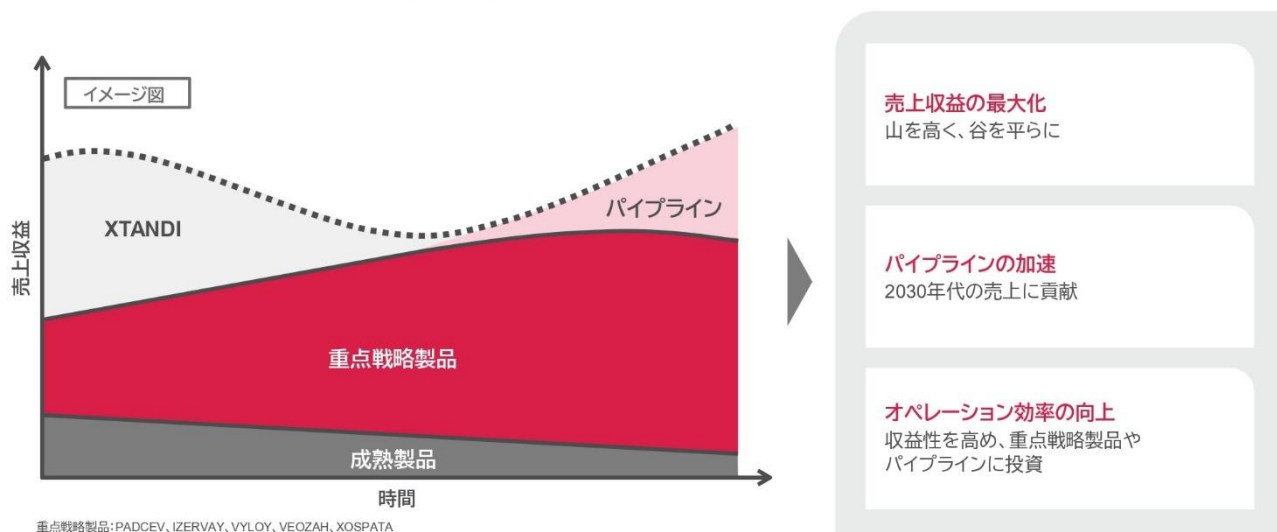 イメージ図
XTANDI
パイプライン
重点戦略製品
成熟製品
売上収益
時間
重点戦略製品：PADCEV、IZERVAY、VYLOY、VEOZAH、XOSPATA
売上収益の最大化
山を高く、谷を平らに
パイプラインの加速
2030年代の売上に貢献
オペレーション効率の向上
収益性を高め、重点戦略製品や
パイプラインに投資